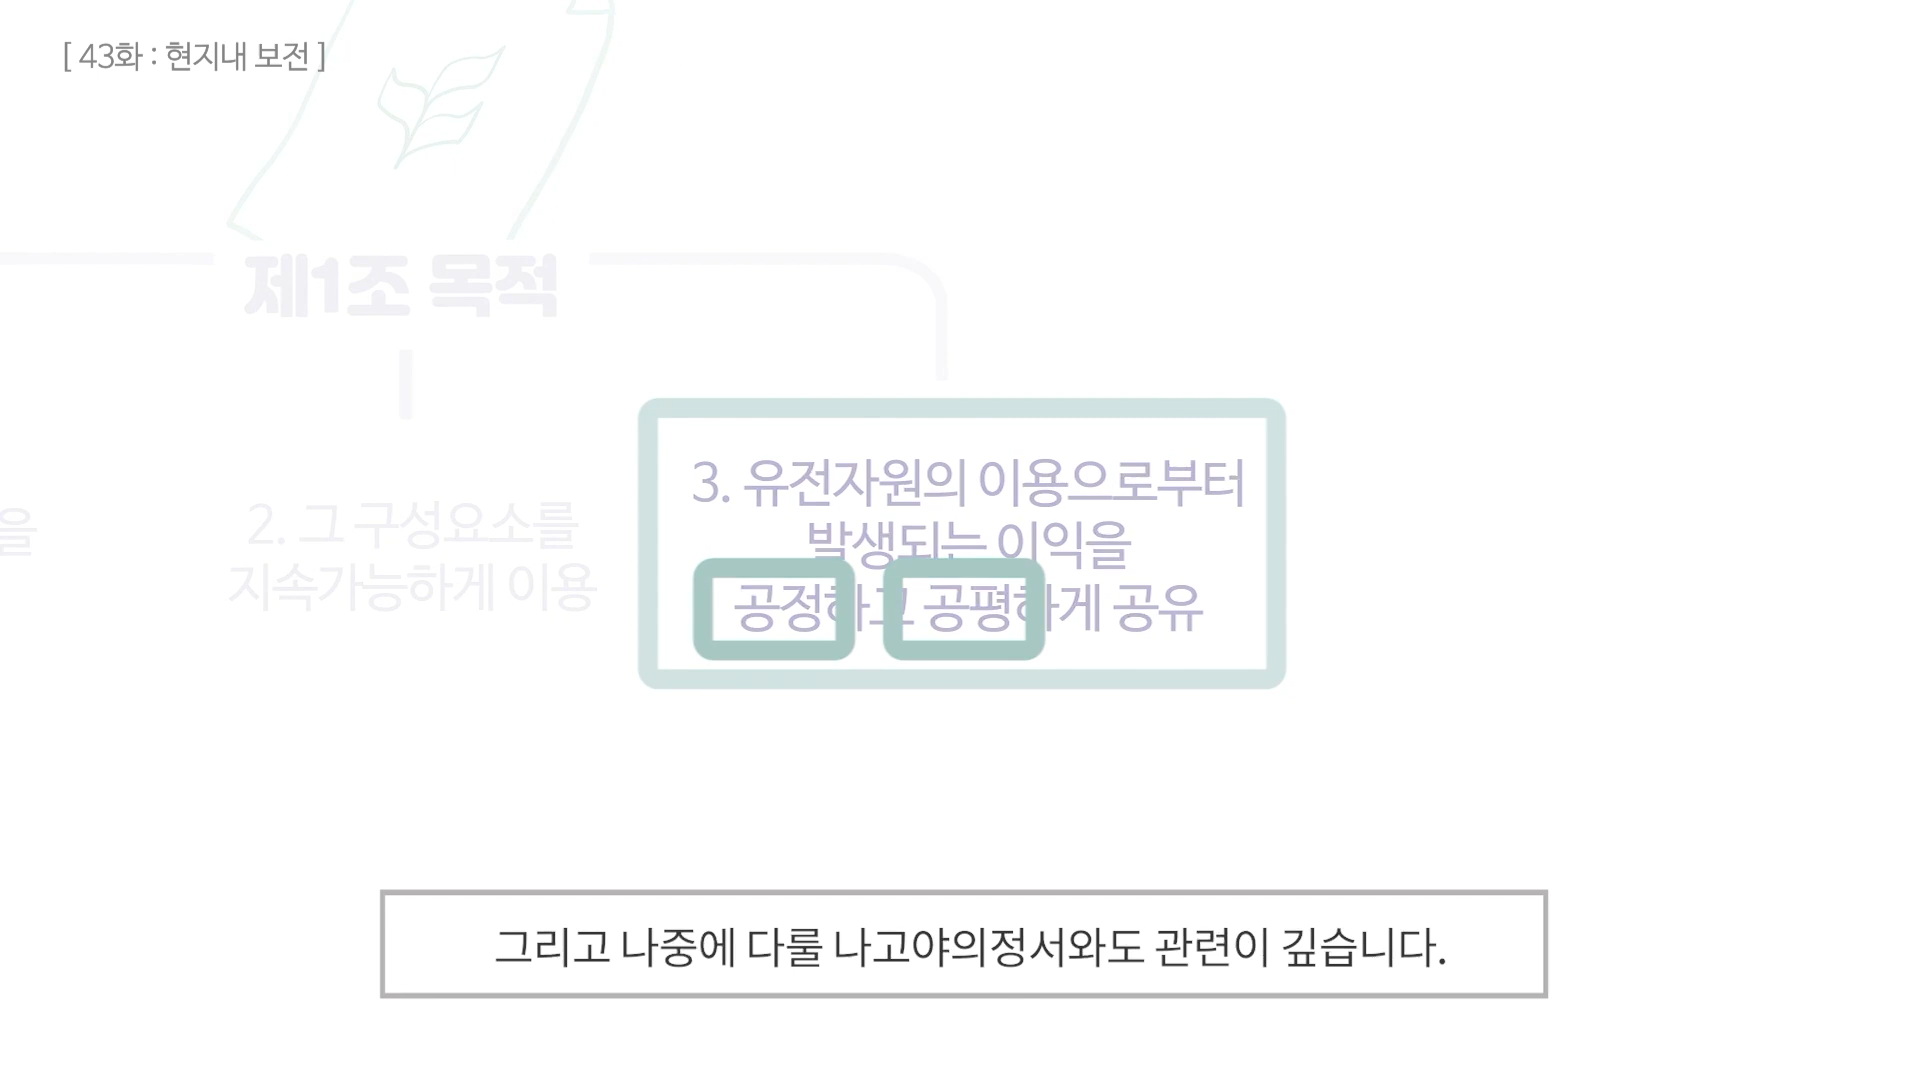 [ 43화 : 현지내 보전 ]
제1조 목적
을
2. 그 구성요소를
지속가능하게 이용
3. 유전자원의 이용으로부터
발생되는 이익을
공정하고 공평하게 공유
그리고 나중에 다룰 나고야의정서와도 관련이 깊습니다.